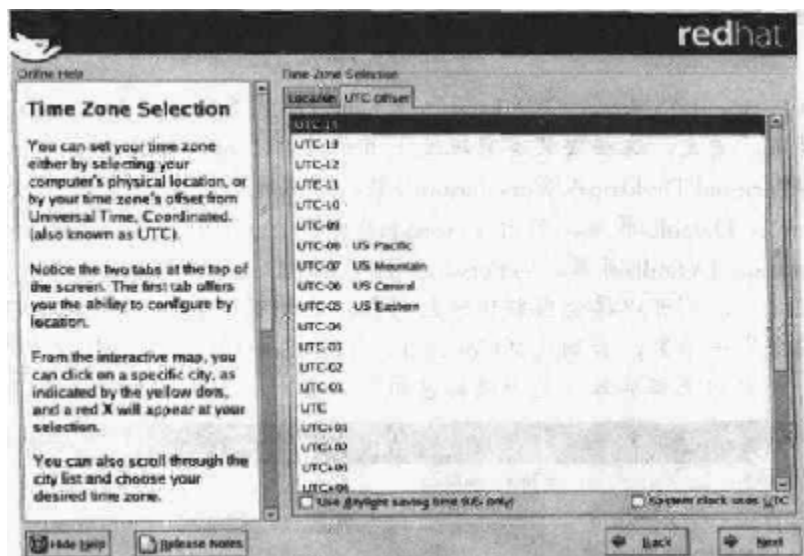 redhat
Online Help
Time Zone Selection
You can set your time zone
either by selecting your
computer's physical location, or
by your time zone's offset from
Universal Time, Coordinated.
(also known as UTC).
Notice the two tabs at the top of
the screen. The first tab offers
you the ability to configure by
location.
From the interactive map, you
can click on a specific city, as
indicated by the yellow dots,
and a red X will appear at your
selection.
You can also scroll through the
city list and choose your
desired time zone.
Time Zone Selection
Location
UTC Offset
UTC-14
UTC-13
UTC-12
UTC-11
UTC-10
UTC-09
UTC-08 US Pacific
UTC-07 US Mountain
UTC-06 US Central
UTC-05 US Eastern
UTC-04
UTC-03
UTC-02
UTC-01
UTC
UTC+01
UTC+02
Use daylight saving time (US only)
System clock uses UTC
Hide Help
Release Notes
Back
Next